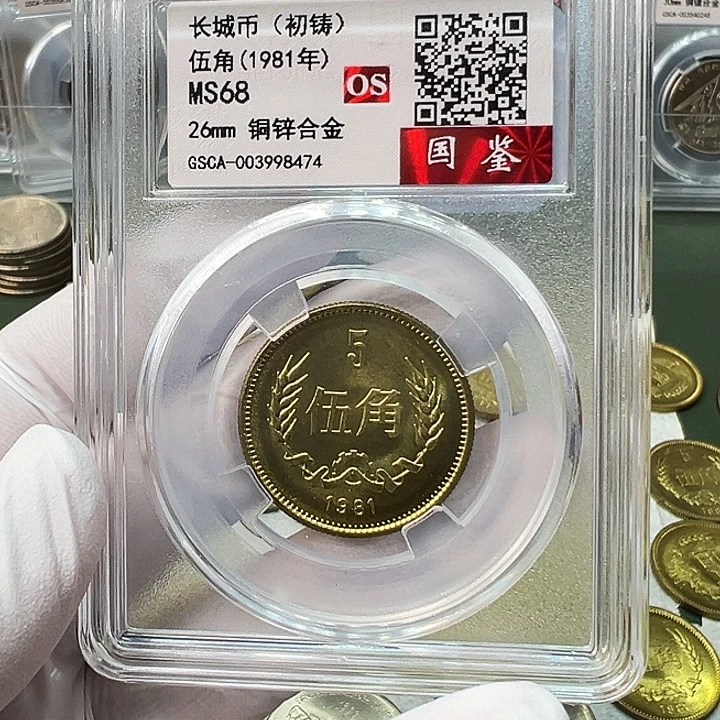 长城币（初铸）
伍角(1981年)
MS68
OS
26mm 铜锌合金
GSCA-003998474
国鉴
5
伍角
1981